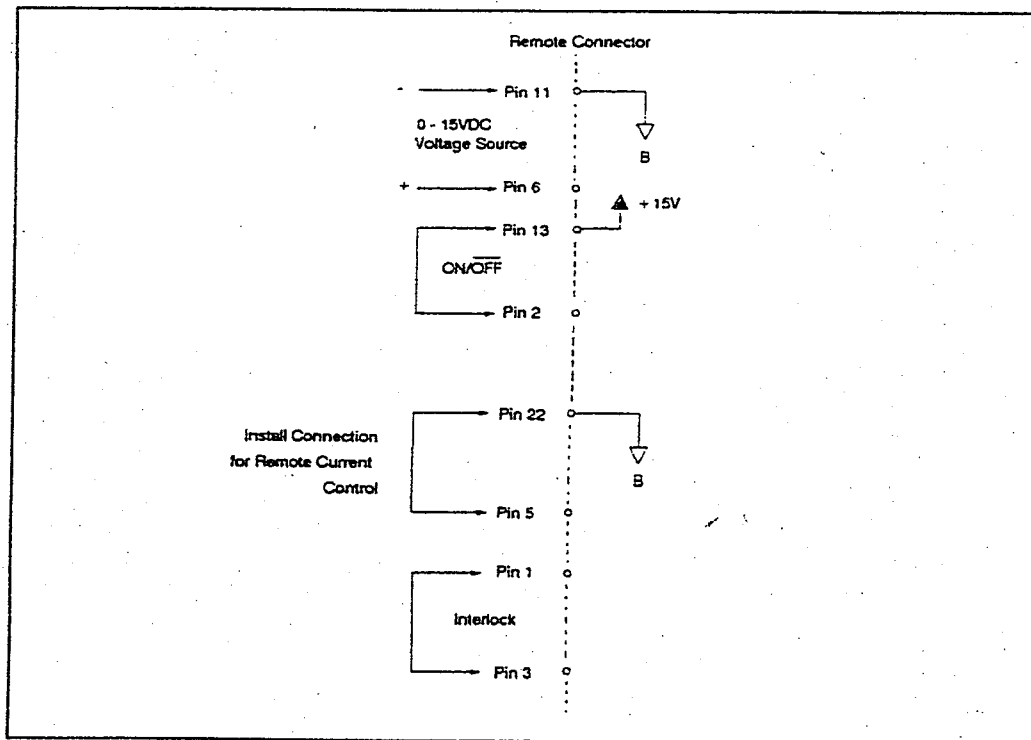 Remote Connector
- Pin 11
0 - 15VDC
Voltage Source
B
+ Pin 6
+ 15V
Pin 13
ON/OFF
Pin 2
Pin 22
Install Connection
for Remote Current
Control
B
Pin 5
Pin 1
Interlock
Pin 3